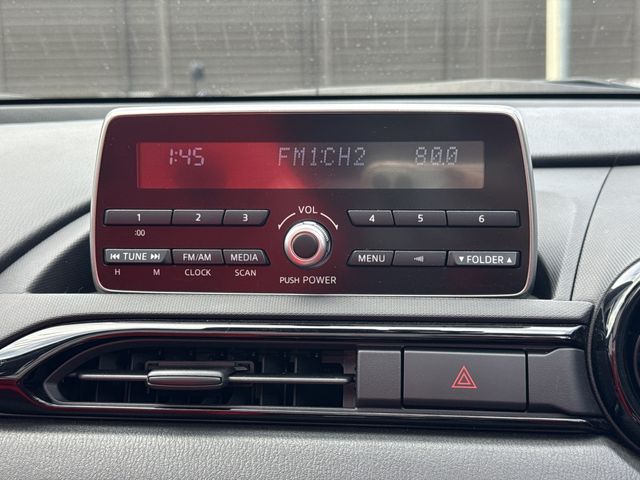 1:45 FM1:CH2 80.0
1 2 3 VOL 4 5 6
:00
⏮ TUNE ⏭ FM/AM MEDIA MENU ▼ FOLDER ▲
H M CLOCK SCAN PUSH POWER